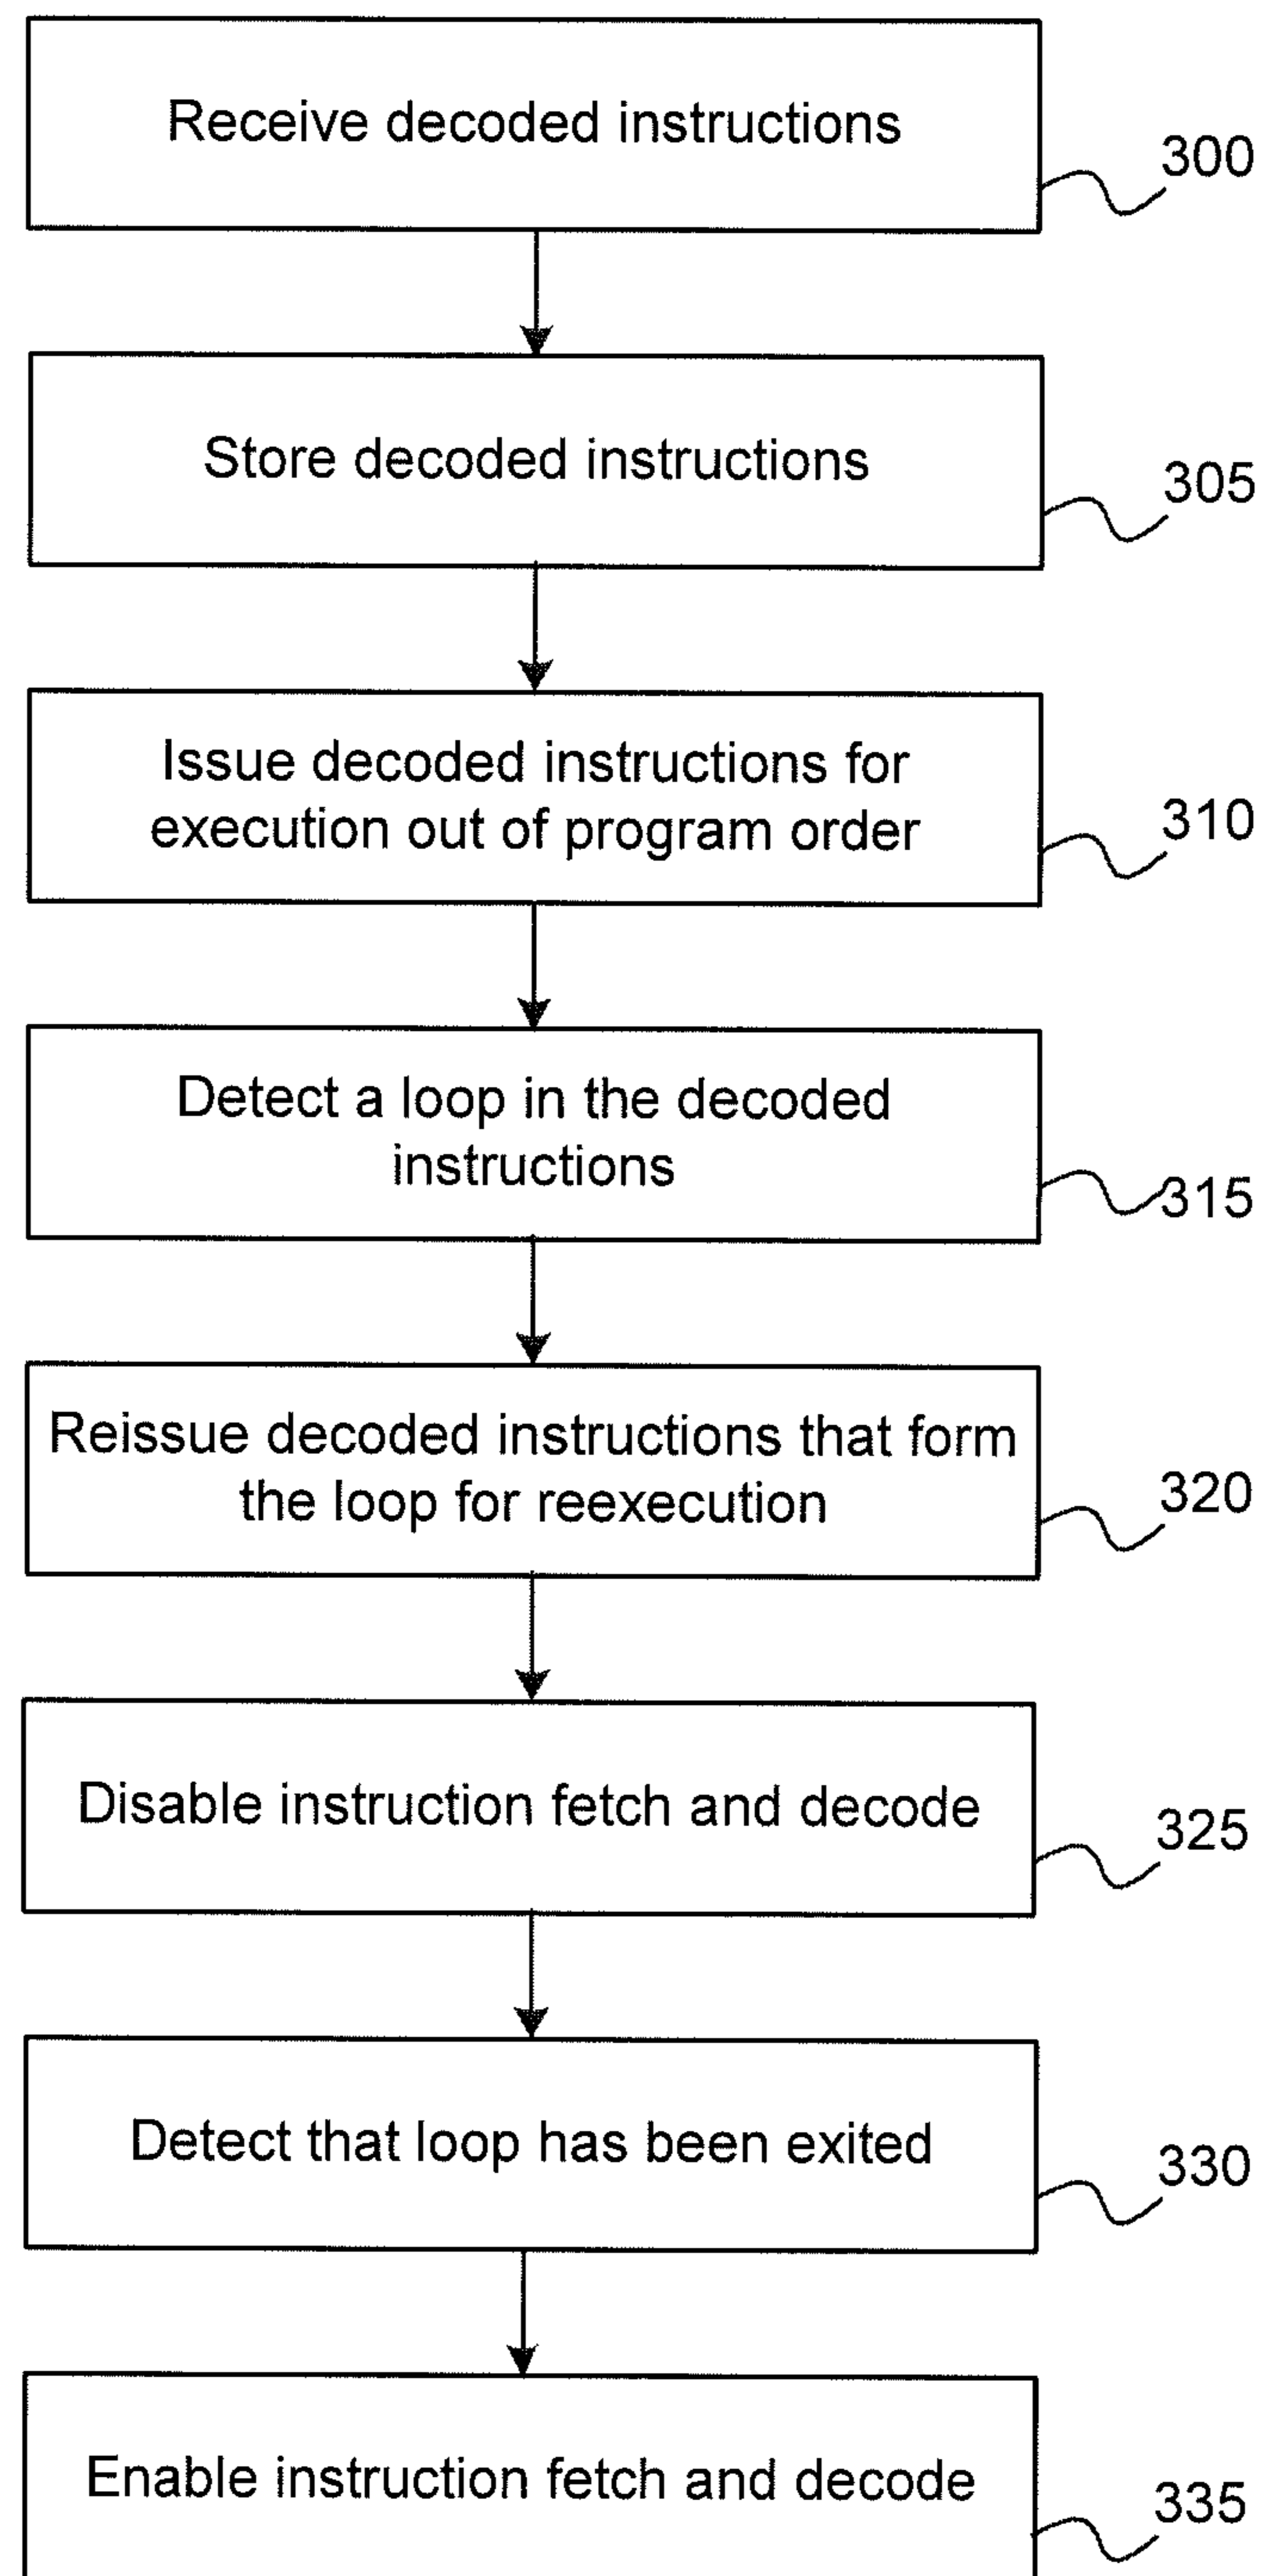 Receive decoded instructions
300
Store decoded instructions
305
Issue decoded instructions for
execution out of program order
310
Detect a loop in the decoded
instructions
315
Reissue decoded instructions that form
the loop for reexecution
320
Disable instruction fetch and decode
325
Detect that loop has been exited
330
Enable instruction fetch and decode
335